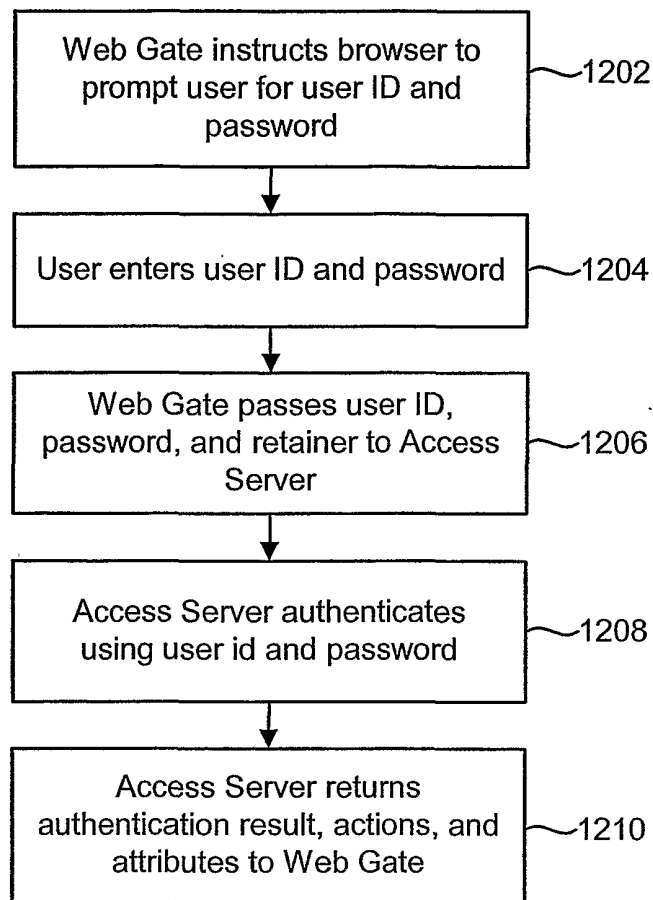 Web Gate instructs browser to
prompt user for user ID and
password
1202
User enters user ID and password
1204
Web Gate passes user ID,
password, and retainer to Access
Server
1206
Access Server authenticates
using user id and password
1208
Access Server returns
authentication result, actions, and
attributes to Web Gate
1210